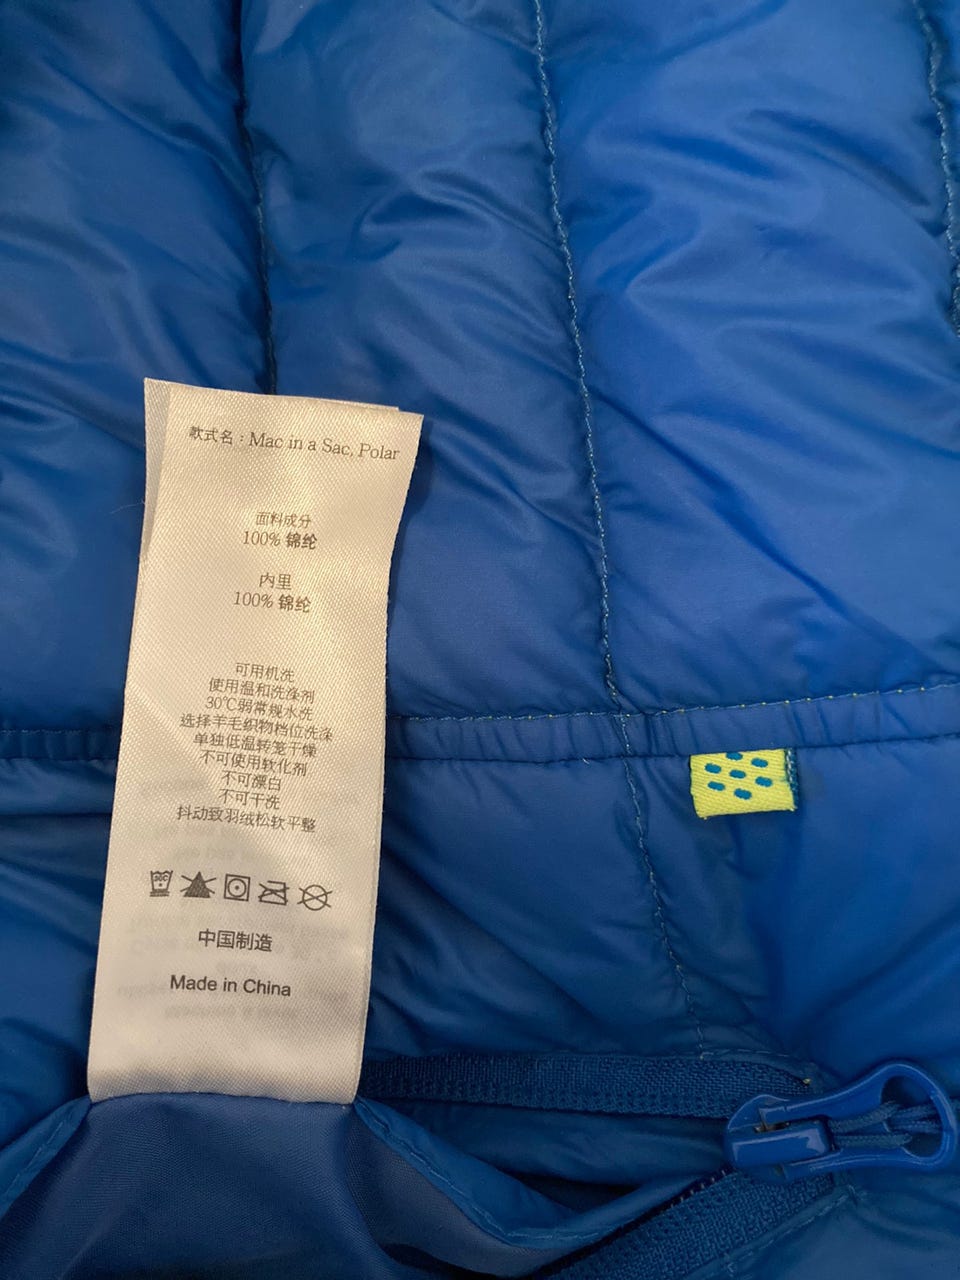 款式名：Mac in a Sac, Polar
面料成分
100% 锦纶
内里
100% 锦纶
可用机洗
使用温和洗涤剂
30℃弱常规水洗
选择羊毛织物档位洗涤
单独低温转笼干燥
不可使用软化剂
不可漂白
不可干洗
抖动致羽绒松软平整
30C
中国制造
Made in China